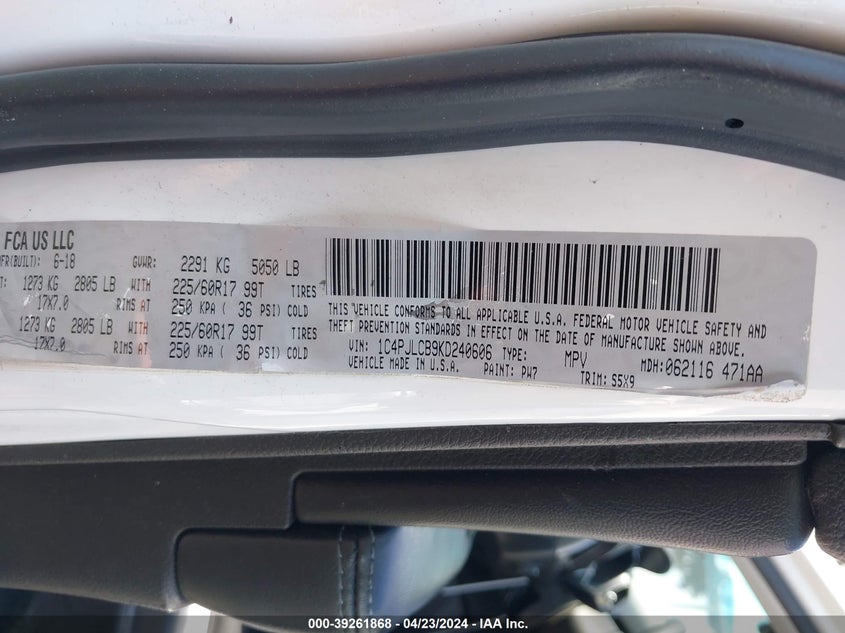 FCA US LLC
MFR(BUILT): 6-18 GVWR: 2291 KG 5050 LB
1273 KG 2805 LB WITH 225/60R17 99T TIRES
17X7.0 RIMS AT 250 KPA ( 36 PSI) COLD
1273 KG 2805 LB WITH 225/60R17 99T TIRES
17X7.0 RIMS AT 250 KPA ( 36 PSI) COLD
THIS VEHICLE CONFORMS TO ALL APPLICABLE U.S.A. FEDERAL MOTOR VEHICLE SAFETY AND
THEFT PREVENTION STANDARDS IN EFFECT ON THE DATE OF MANUFACTURE SHOWN ABOVE.
VIN: 1C4PJLCB9KD240606 TYPE: MPV MDH:062116 471AA
VEHICLE MADE IN U.S.A. PAINT: PW7 TRIM: S5X9
000-39261868 - 04/23/2024 - IAA Inc.